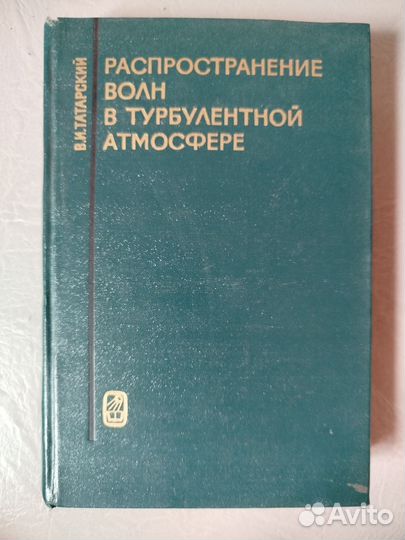 В.И.ТАТАРСКИЙ
РАСПРОСТРАНЕНИЕ
ВОЛН
В ТУРБУЛЕНТНОЙ
АТМОСФЕРЕ
Avito